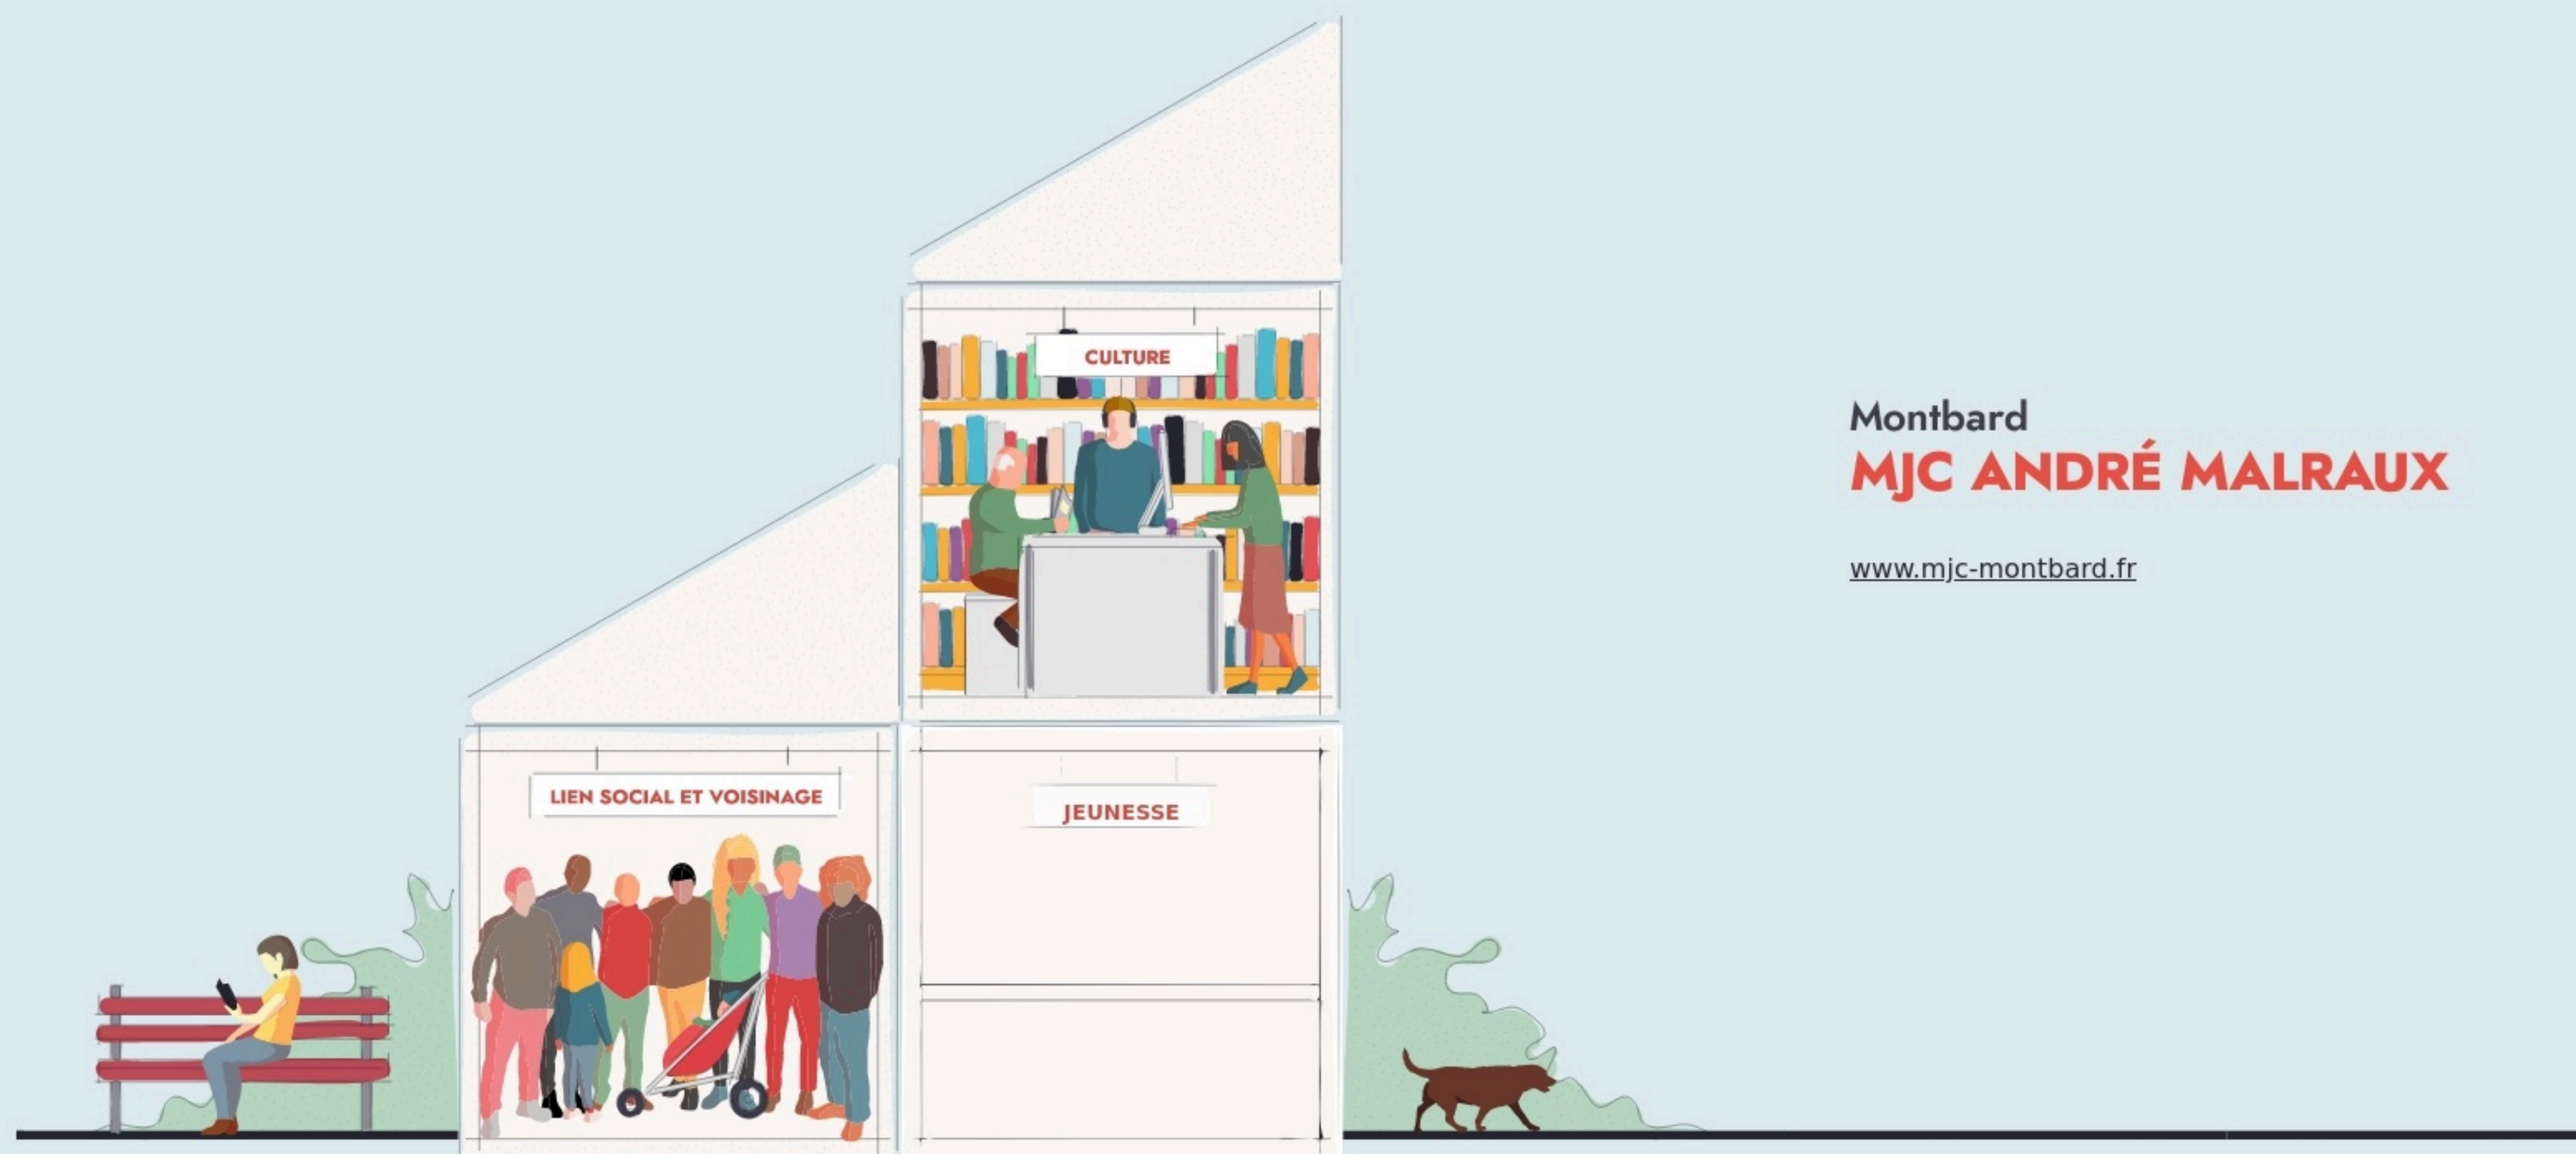 CULTURE
Montbard
MJC ANDRÉ MALRAUX
www.mjc-montbard.fr
LIEN SOCIAL ET VOISINAGE
JEUNESSE